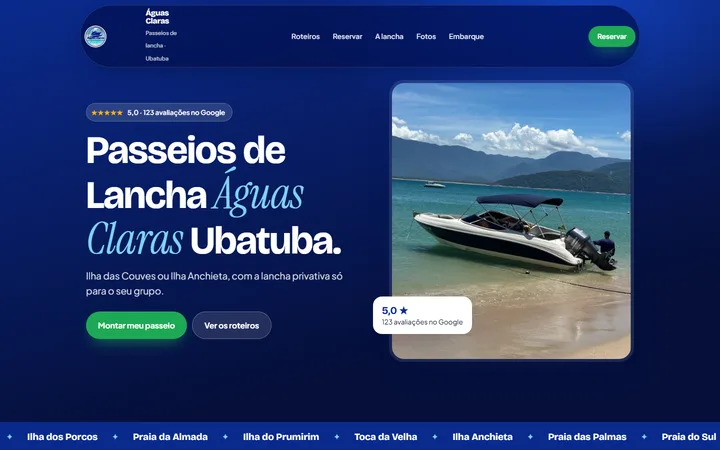 Águas
Claras
Passeios de
lancha ·
Ubatuba
Roteiros
Reservar
A lancha
Fotos
Embarque
Reservar
★★★★★ 5,0 · 123 avaliações no Google
Passeios de
Lancha Águas
Claras Ubatuba.
Ilha das Couves ou Ilha Anchieta, com a lancha privativa só
para o seu grupo.
Montar meu passeio
Ver os roteiros
5,0 ★
123 avaliações no Google
✦ Ilha dos Porcos ✦ Praia da Almada ✦ Ilha do Prumirim ✦ Toca da Velha ✦ Ilha Anchieta ✦ Praia das Palmas ✦ Praia do Sul